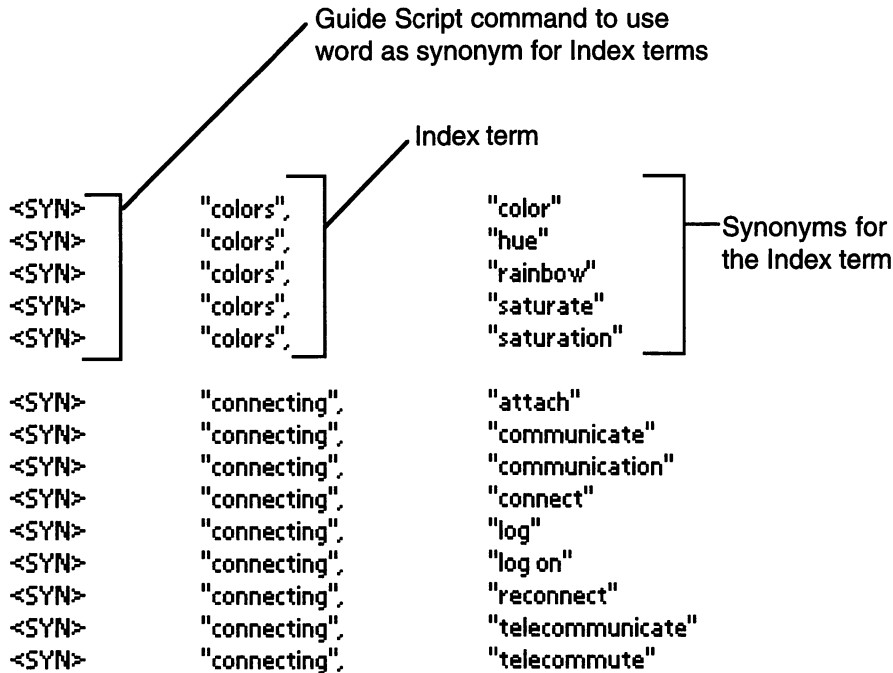 Guide Script command to use
word as synonym for Index terms
Index term
<SYN> "colors", "color"
<SYN> "colors", "hue"
<SYN> "colors", "rainbow"
<SYN> "colors", "saturate"
<SYN> "colors", "saturation"
Synonyms for
the Index term
<SYN> "connecting", "attach"
<SYN> "connecting", "communicate"
<SYN> "connecting", "communication"
<SYN> "connecting", "connect"
<SYN> "connecting", "log"
<SYN> "connecting", "log on"
<SYN> "connecting", "reconnect"
<SYN> "connecting", "telecommunicate"
<SYN> "connecting", "telecommute"